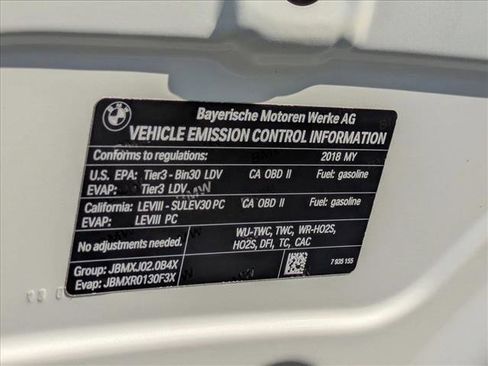 BMW
Bayerische Motoren Werke AG
VEHICLE EMISSION CONTROL INFORMATION
Conforms to regulations: 2018 MY
U.S. EPA: Tier3 - Bin30 LDV CA OBD II Fuel: gasoline
EVAP: Tier3 LDV
California: LEVIII - SULEV30 PC CA OBD II Fuel: gasoline
EVAP: LEVIII PC
No adjustments needed. WU-TWC, TWC, WR-HO2S,
HO2S, DFI, TC, CAC
Group: JBMXJ02.0B4X
Evap: JBMXR0130F3X
7 935 155